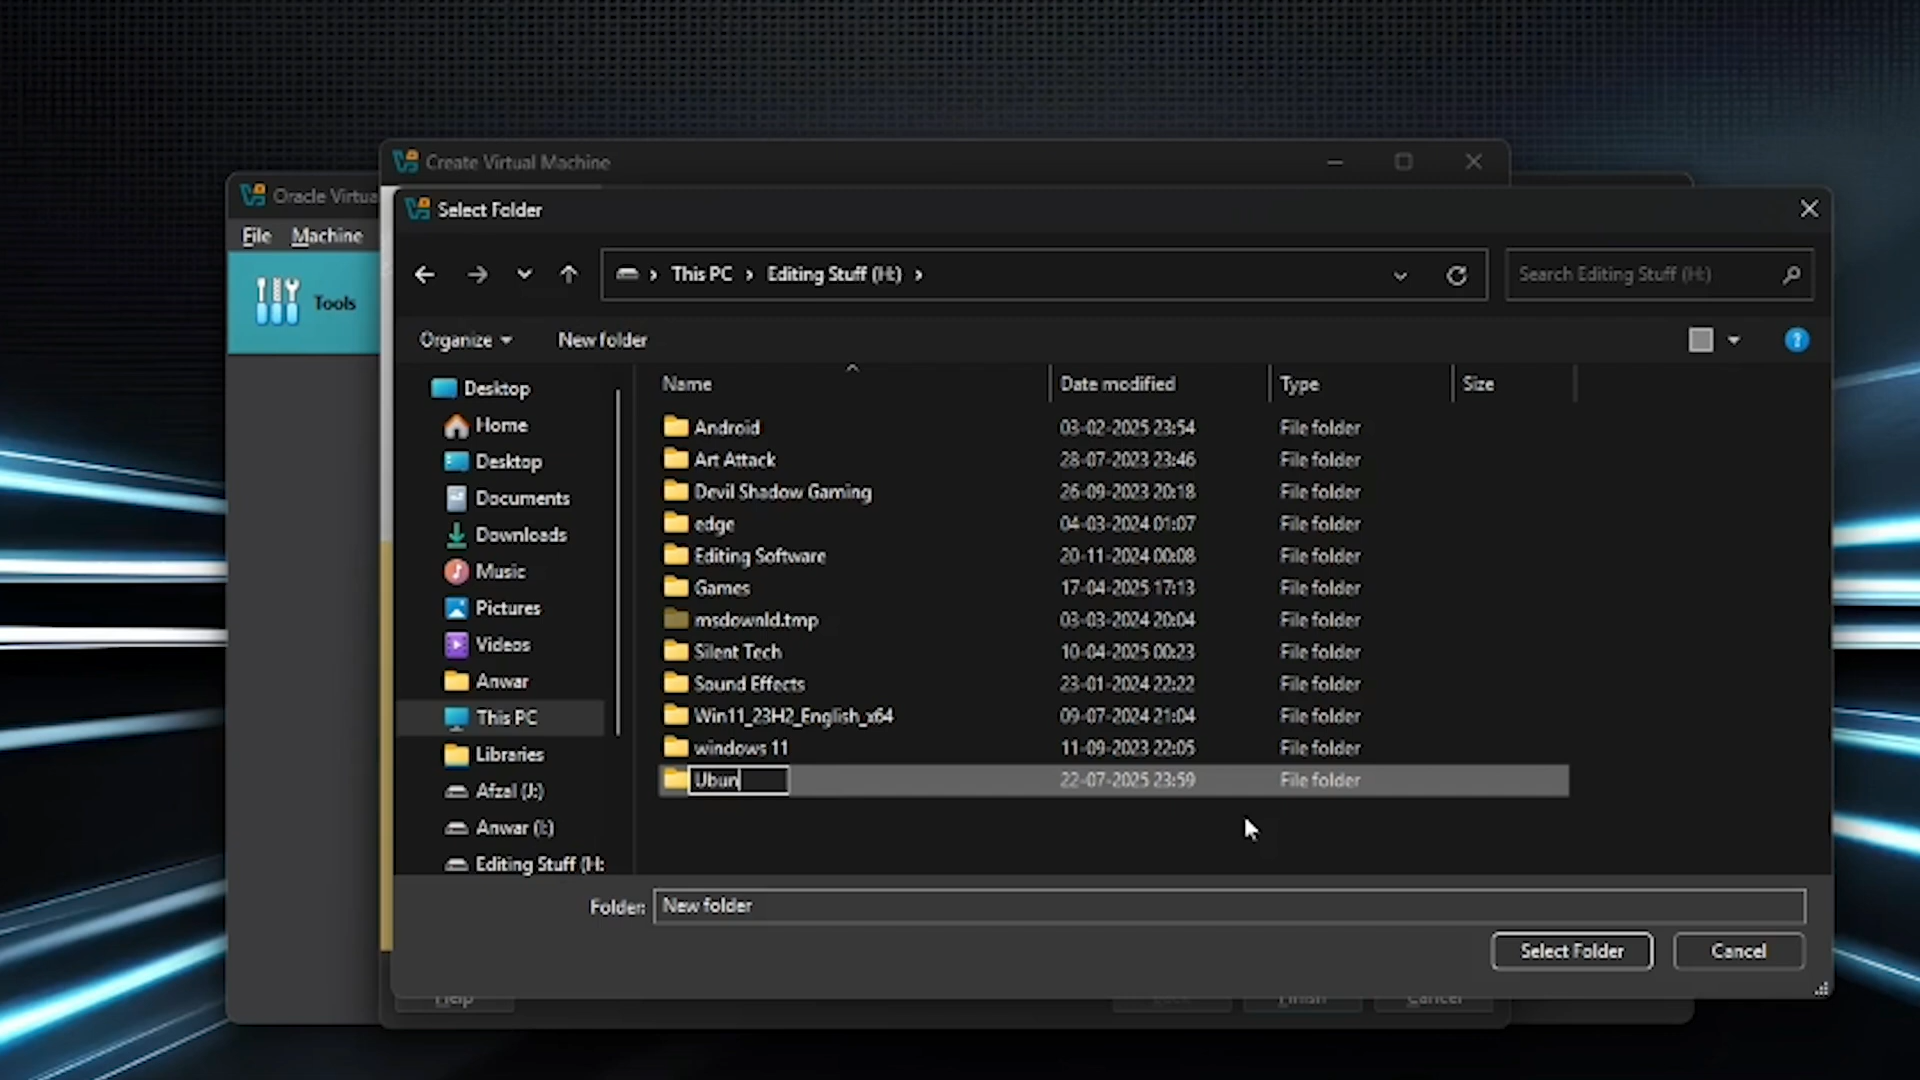 Create Virtual Machine
Oracle Virtua
Select Folder
File Machine
This PC > Editing Stuff (H:) >
Search Editing Stuff (H:)
Tools
Organize
New folder
Name
Date modified
Type
Size
Desktop
Home
Desktop
Documents
Downloads
Music
Pictures
Videos
Anwar
This PC
Libraries
Afzal (J:)
Anwar (I:)
Editing Stuff (H:
Android 03-02-2025 23:54 File folder
Art Attack 28-07-2023 23:46 File folder
Devil Shadow Gaming 26-09-2023 20:18 File folder
edge 04-03-2024 01:07 File folder
Editing Software 20-11-2024 00:08 File folder
Games 17-04-2025 17:13 File folder
msdownld.tmp 03-03-2024 20:04 File folder
Silent Tech 10-04-2025 00:23 File folder
Sound Effects 23-01-2024 22:22 File folder
Win11_23H2_English_x64 09-07-2024 21:04 File folder
windows 11 11-09-2023 22:05 File folder
Ubun 22-07-2025 23:59 File folder
Folder: New folder
Select Folder
Cancel
Help
Finish
Cancel